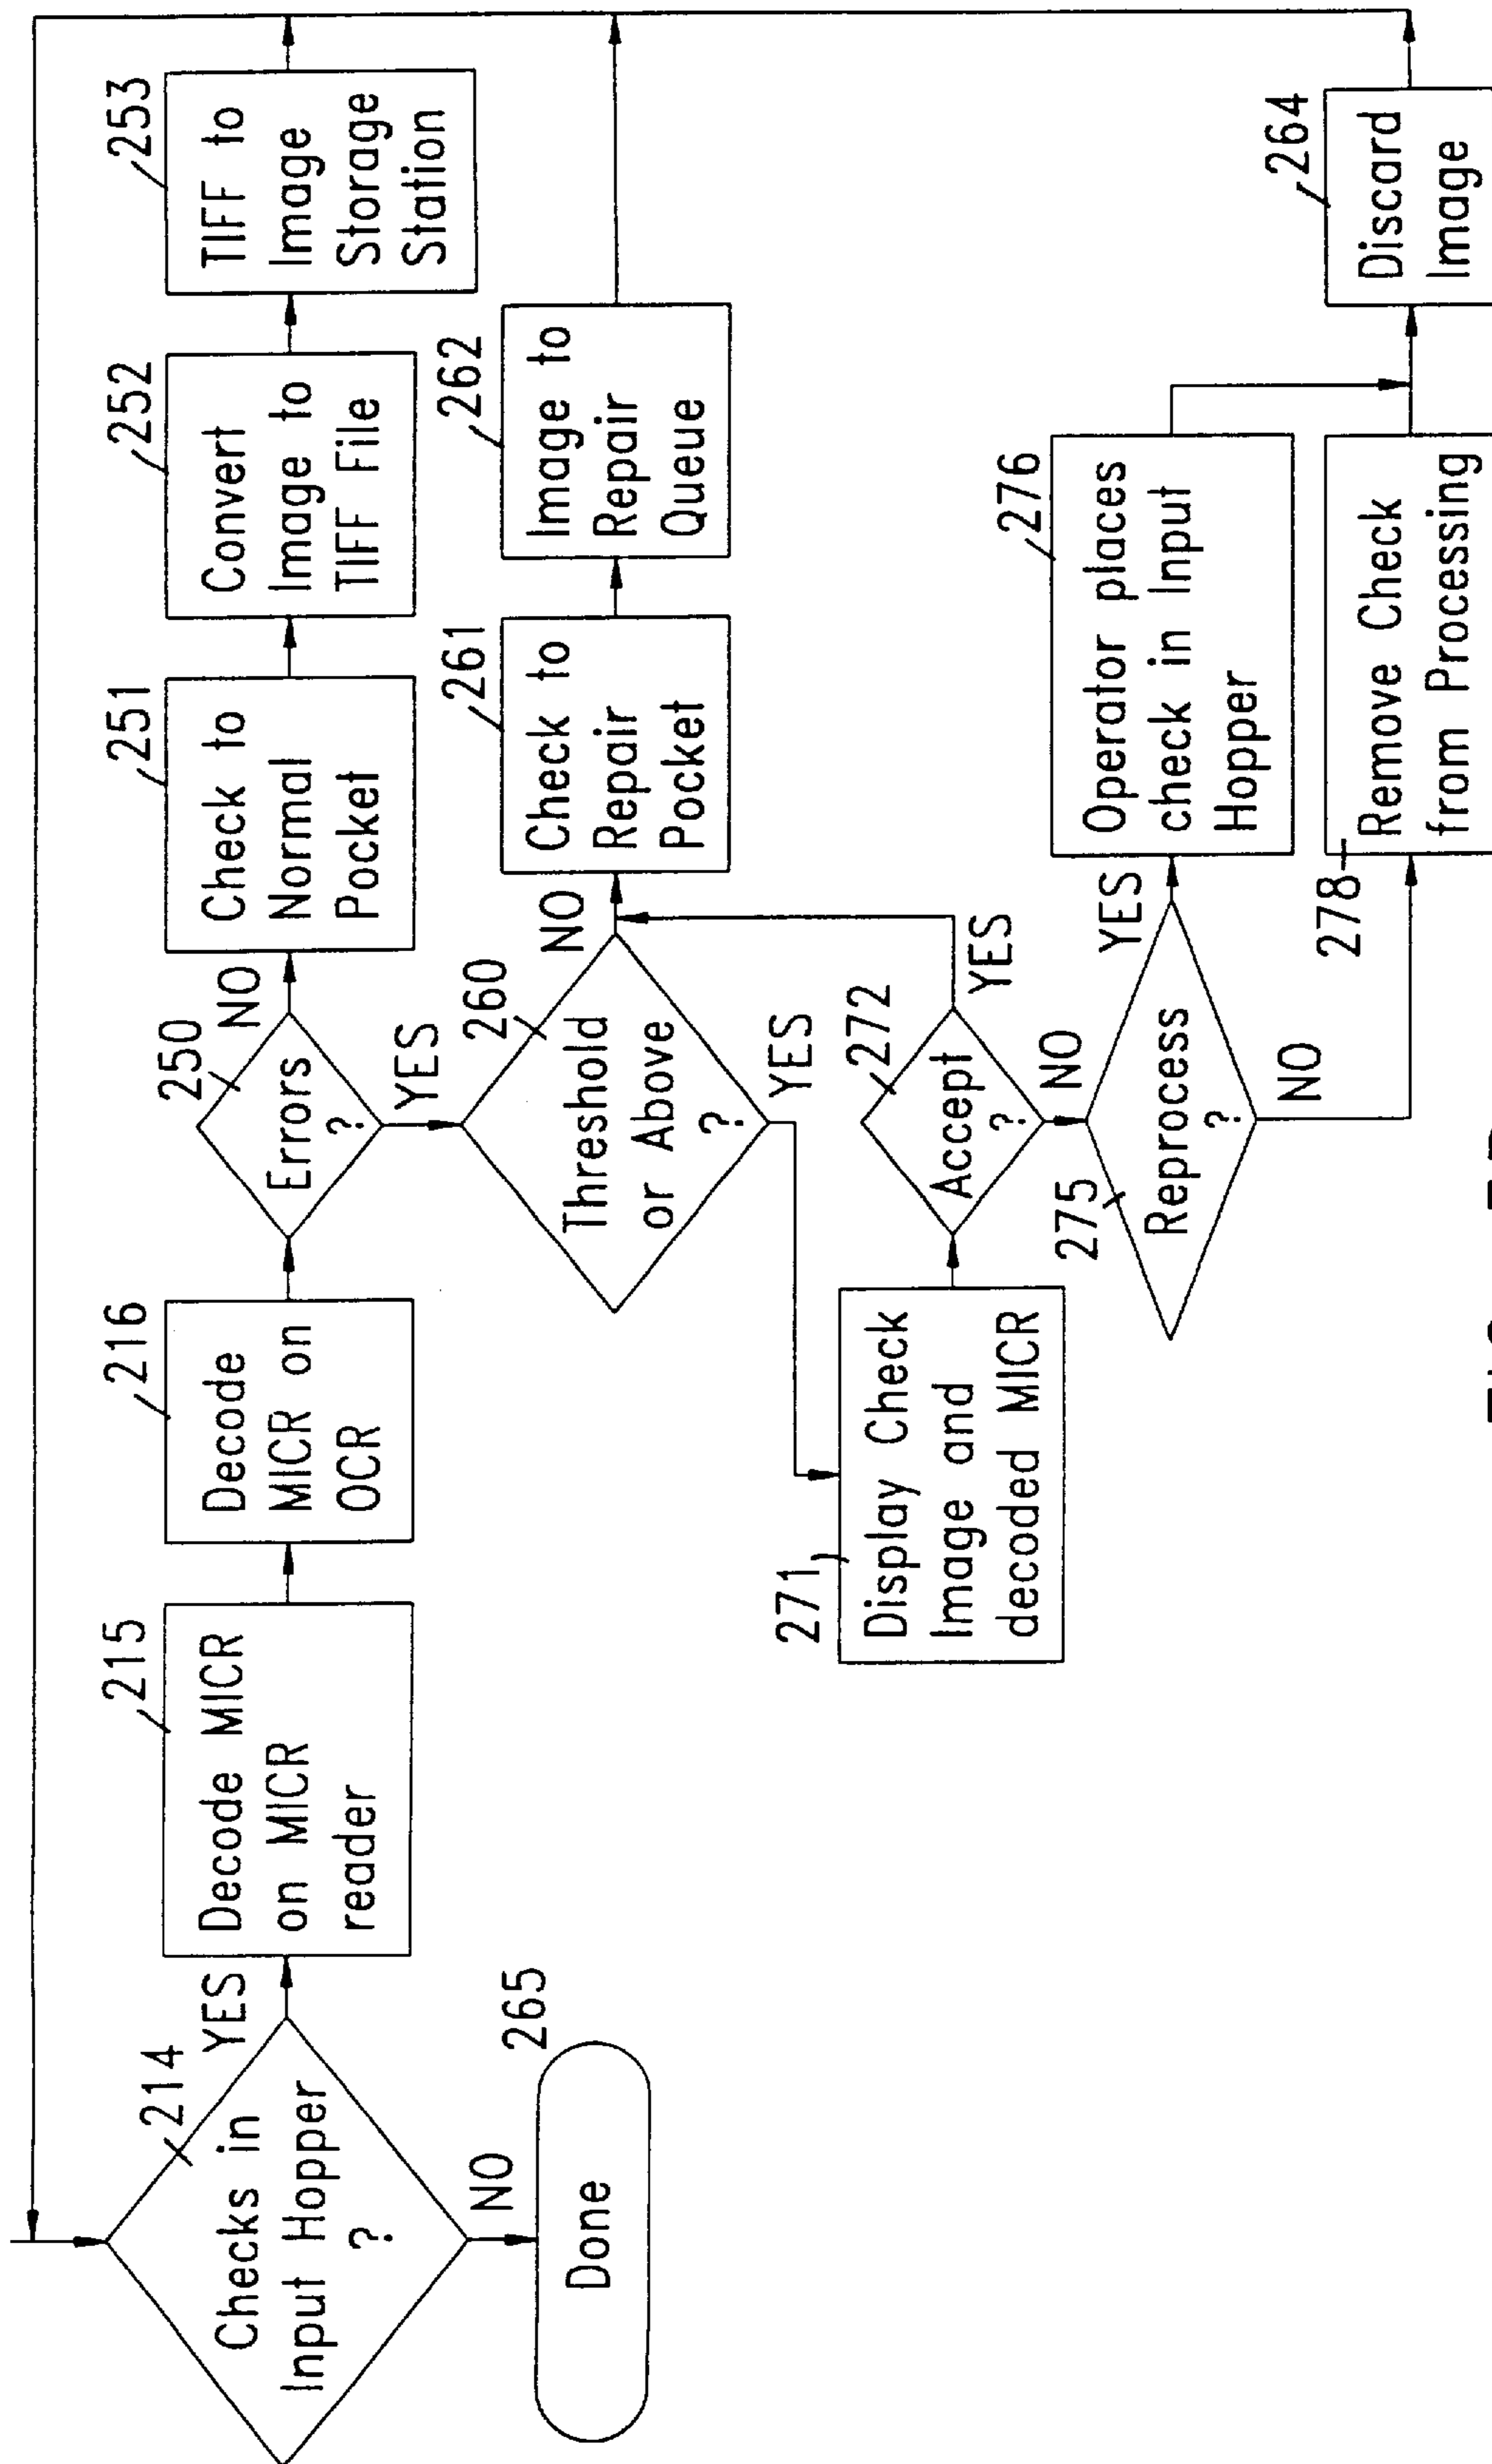 214
Checks in
Input Hopper
?
YES
NO
265
Done
215
Decode MICR
on MICR
reader
216
Decode
MICR on
OCR
250
Errors
?
NO
YES
251
Check to
Normal
Pocket
252
Convert
Image to
TIFF File
253
TIFF to
Image
Storage
Station
260
Threshold
or Above
?
NO
YES
261
Check to
Repair
Pocket
262
Image to
Repair
Queue
271
Display Check
Image and
decoded MICR
272
Accept
?
YES
NO
275
Reprocess
?
YES
NO
276
Operator places
check in Input
Hopper
278
Remove Check
from Processing
264
Discard
Image